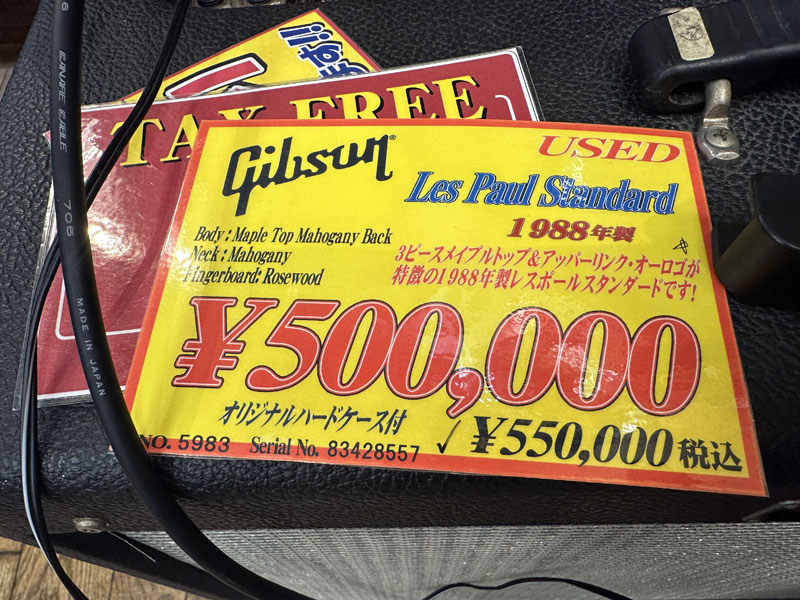 TAX FREE
Gibson®
USED
Les Paul Standard
1988年製
Body : Maple Top Mahogany Back
Neck : Mahogany
Fingerboard: Rosewood
3ピースメイプルトップ&アッパーリンク・オーロゴが
特徴の1988年製レスポールスタンダードです!
¥500,000
オリジナルハードケース付
¥550,000 税込
NO. 5983 Serial No. 83428557
705
MADE IN JAPAN